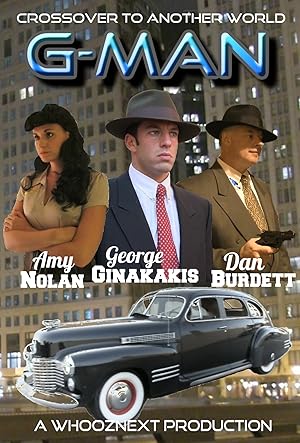 CROSSOVER TO ANOTHER WORLD
G-MAN
Amy NOLAN
George GINAKAKIS
Dan BURDETT
A WHOOZNEXT PRODUCTION